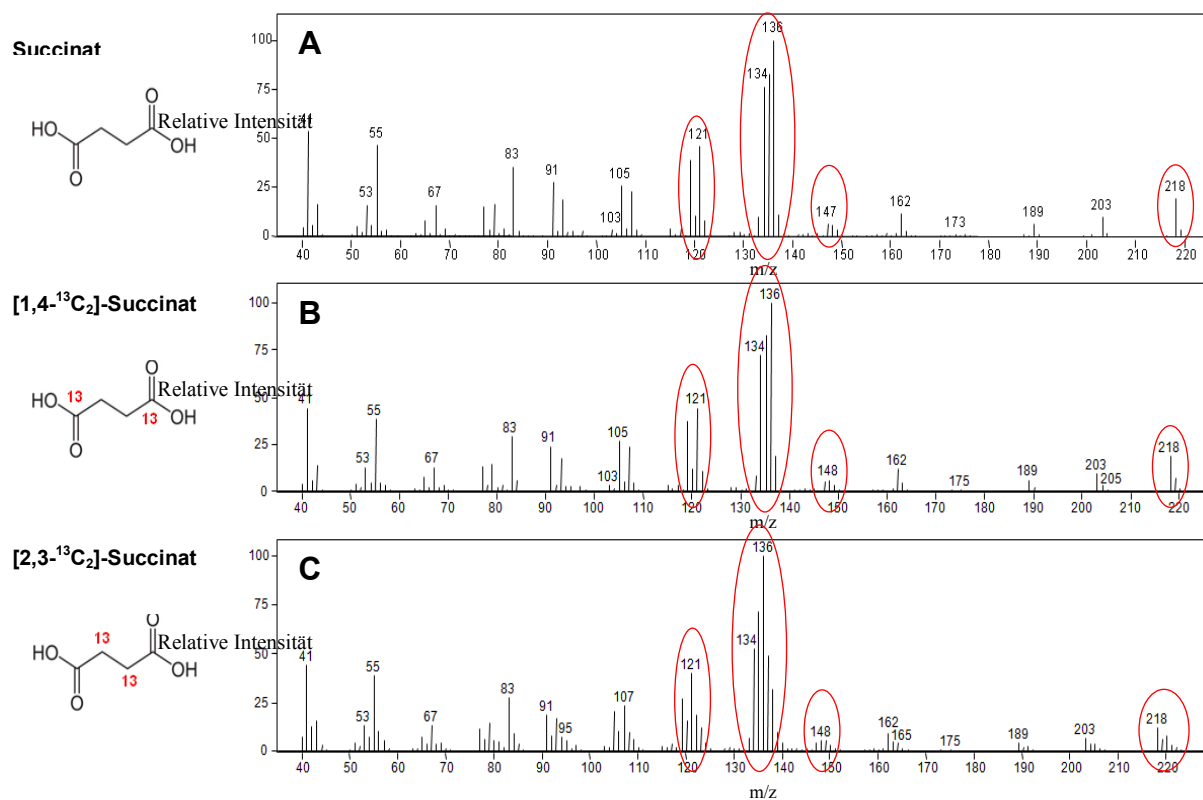 Succinat
O
HO
OH
O
Relative Intensität
A
100
75
50
25
0
41
53
55
67
83
91
103
105
121
134
136
147
162
173
189
203
218
40 50 60 70 80 90 100 110 120 130 140 150 160 170 180 190 200 210 220
m/z
[1,4-¹³C₂]-Succinat
O
HO
13
13
OH
O
Relative Intensität
B
100
75
50
25
0
41
53
55
67
83
91
103
105
121
134
136
148
162
175
189
203
205
218
40 50 60 70 80 90 100 110 120 130 140 150 160 170 180 190 200 210 220
m/z
[2,3-¹³C₂]-Succinat
O
HO
13
13
OH
O
Relative Intensität
C
100
75
50
25
0
41
53
55
67
83
91
95
107
121
134
136
148
162
165
175
189
203
218
40 50 60 70 80 90 100 110 120 130 140 150 160 170 180 190 200 210 220
m/z